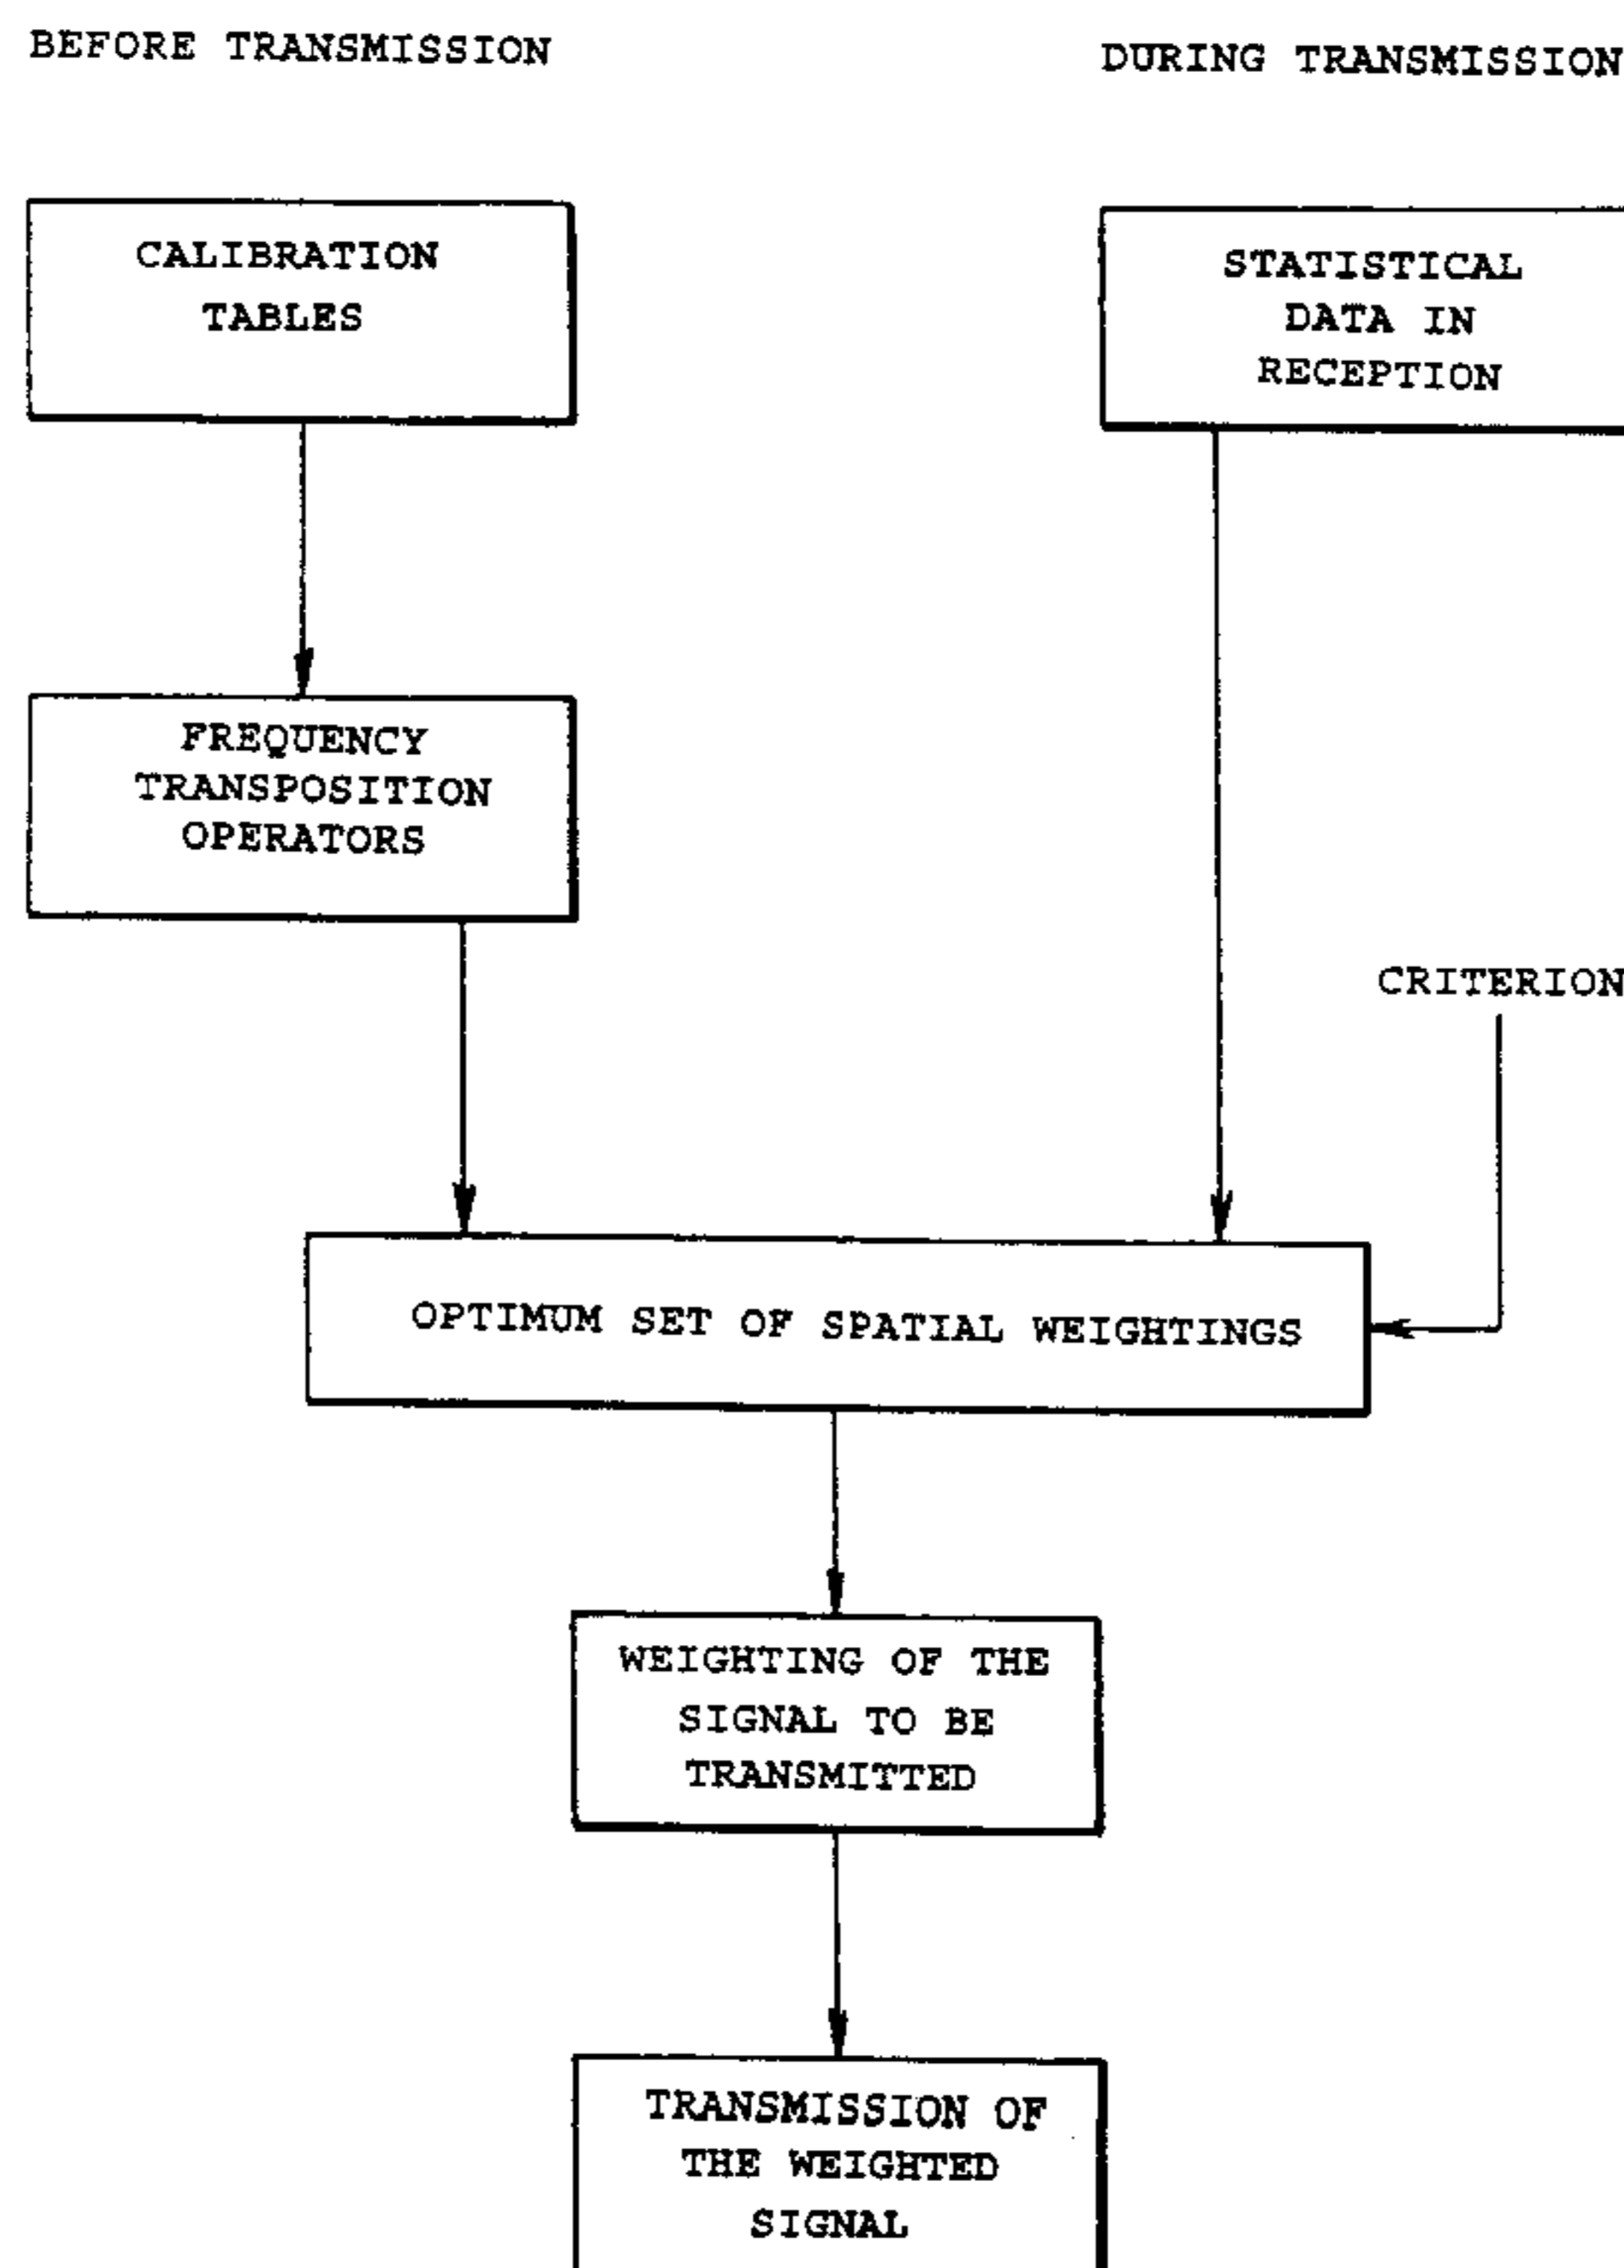 BEFORE TRANSMISSION
DURING TRANSMISSION
CALIBRATION
TABLES
STATISTICAL
DATA IN
RECEPTION
FREQUENCY
TRANSPOSITION
OPERATORS
CRITERION
OPTIMUM SET OF SPATIAL WEIGHTINGS
WEIGHTING OF THE
SIGNAL TO BE
TRANSMITTED
TRANSMISSION OF
THE WEIGHTED
SIGNAL